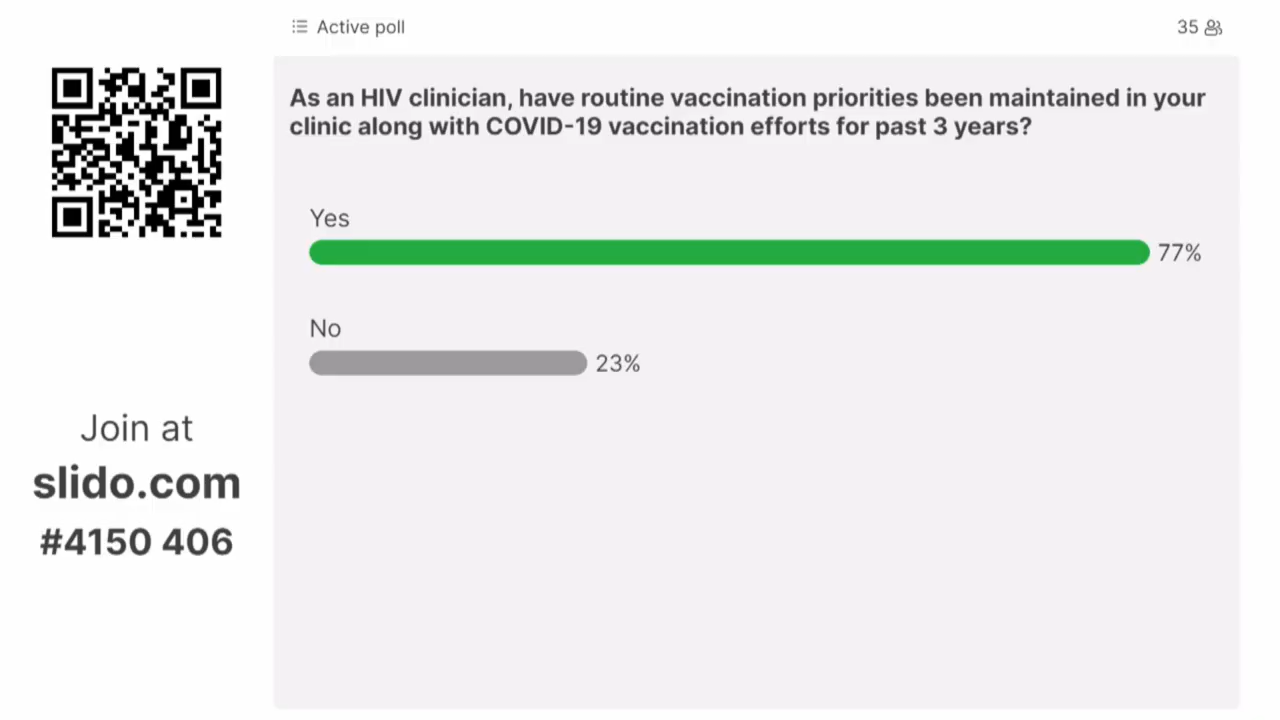 Active poll
35
As an HIV clinician, have routine vaccination priorities been maintained in your
clinic along with COVID-19 vaccination efforts for past 3 years?
Yes
77%
No
23%
Join at
slido.com
#4150 406